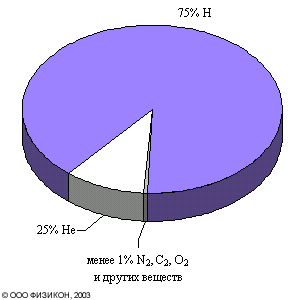 75% H
25% He
менее 1% N₂, C₂, O₂
и других веществ
© ООО ФИЗИКОН, 2003